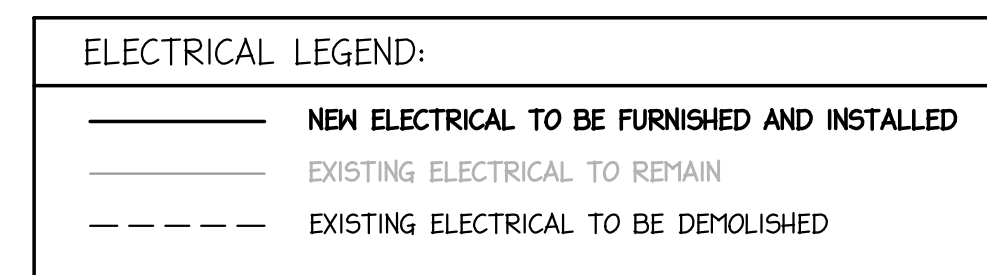 ELECTRICAL LEGEND:
NEW ELECTRICAL TO BE FURNISHED AND INSTALLED
EXISTING ELECTRICAL TO REMAIN
EXISTING ELECTRICAL TO BE DEMOLISHED